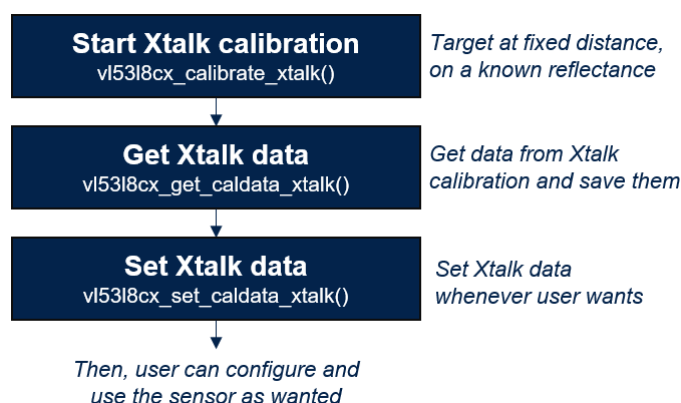 Start Xtalk calibration
vl53l8cx_calibrate_xtalk()
Target at fixed distance,
on a known reflectance
Get Xtalk data
vl53l8cx_get_caldata_xtalk()
Get data from Xtalk
calibration and save them
Set Xtalk data
vl53l8cx_set_caldata_xtalk()
Set Xtalk data
whenever user wants
Then, user can configure and
use the sensor as wanted